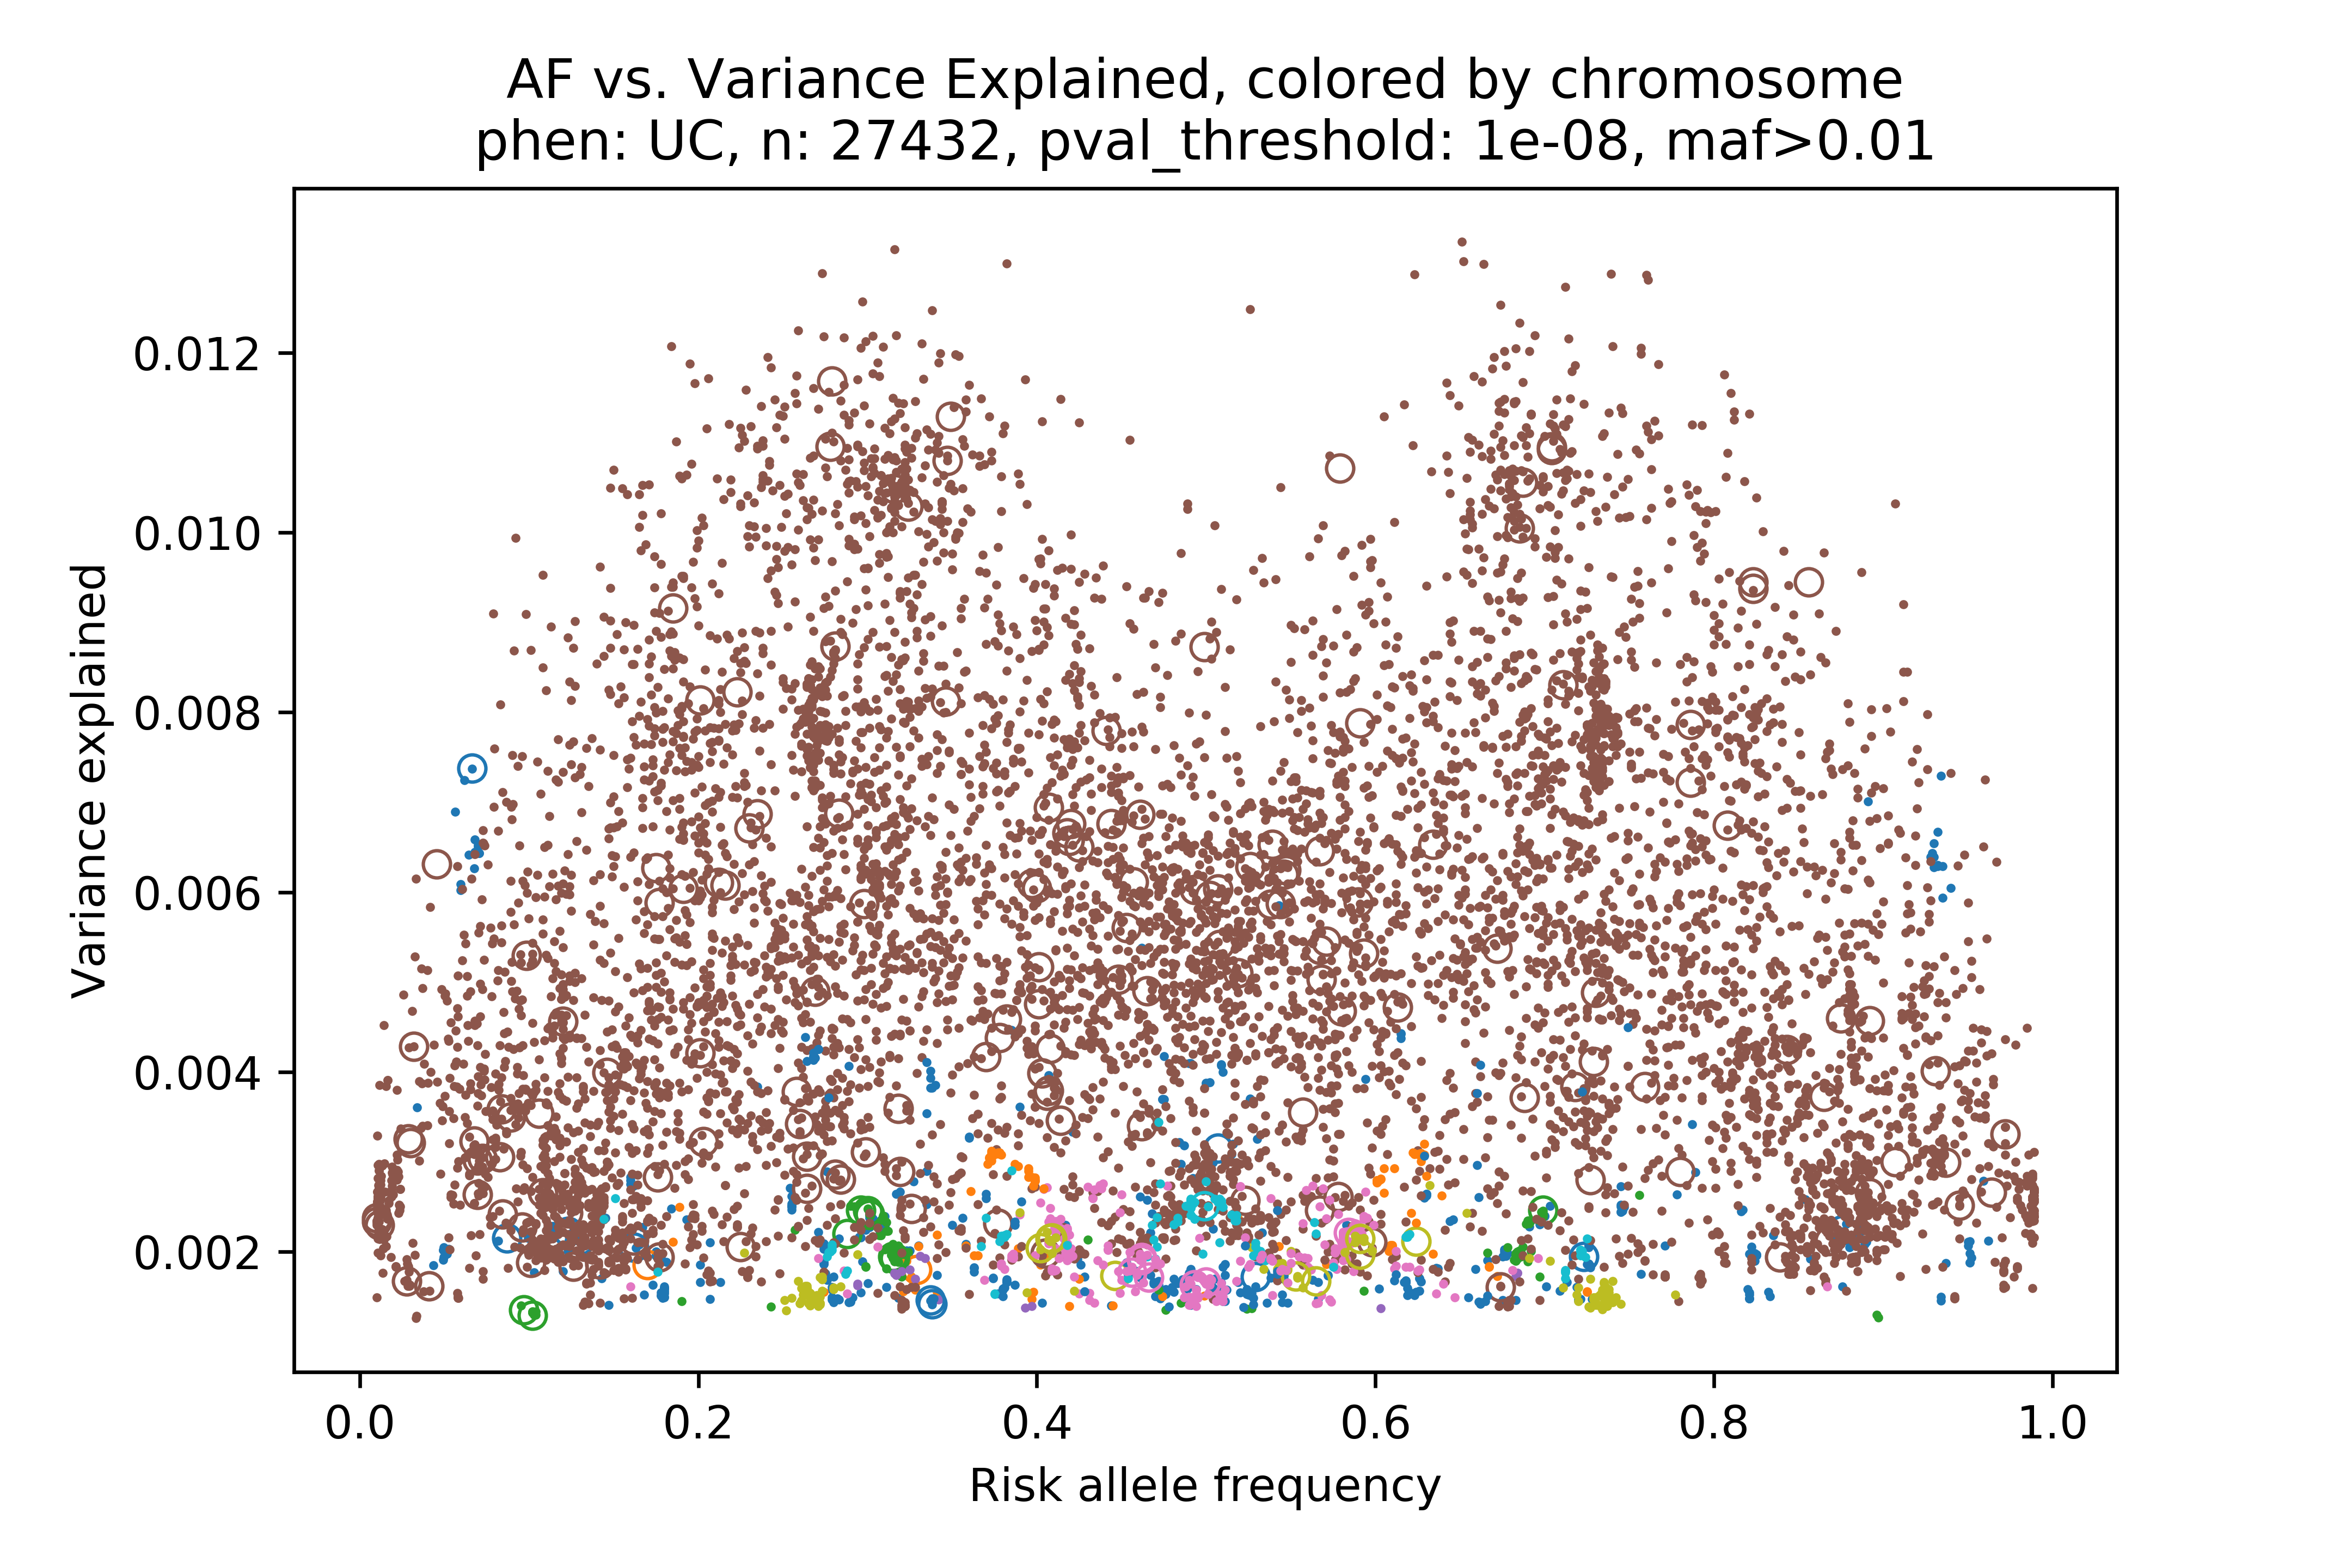 AF vs. Variance Explained, colored by chromosome
phen: UC, n: 27432, pval_threshold: 1e-08, maf>0.01
0.012
0.010
0.008
0.006
0.004
0.002
Variance explained
0.0 0.2 0.4 0.6 0.8 1.0
Risk allele frequency